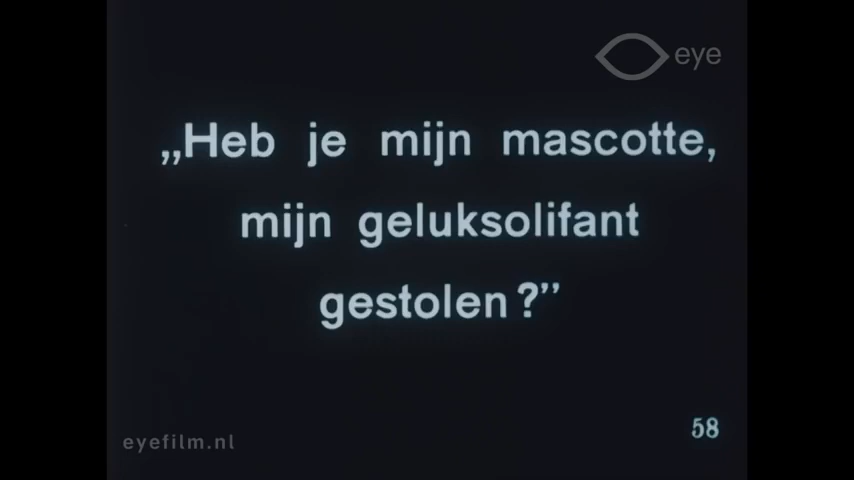 eye
„Heb je mijn mascotte,
mijn geluksolifant
gestolen?”
58
eyefilm.nl